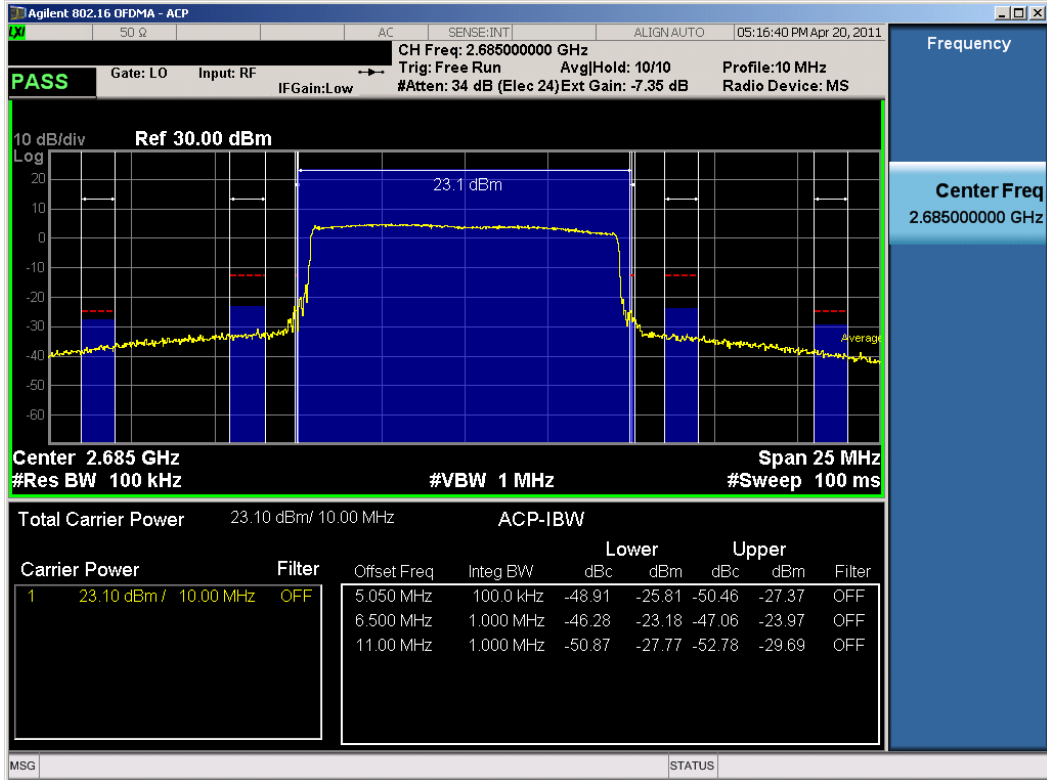 Agilent 802.16 OFDMA - ACP
LXI 50 Ω AC SENSE:INT ALIGN AUTO 05:16:40 PM Apr 20, 2011
CH Freq: 2.685000000 GHz
PASS Gate: LO Input: RF Trig: Free Run Avg|Hold: 10/10 Profile:10 MHz
IFGain:Low #Atten: 34 dB (Elec 24) Ext Gain: -7.35 dB Radio Device: MS
Frequency
Center Freq
2.685000000 GHz
10 dB/div Ref 30.00 dBm
Log
23.1 dBm
20
10
0
-10
-20
-30
-40
-50
-60
Average
Center 2.685 GHz Span 25 MHz
#Res BW 100 kHz #VBW 1 MHz #Sweep 100 ms
Total Carrier Power 23.10 dBm/ 10.00 MHz ACP-IBW
Lower Upper
Carrier Power Filter Offset Freq Integ BW dBc dBm dBc dBm Filter
1 23.10 dBm / 10.00 MHz OFF 5.050 MHz 100.0 kHz -48.91 -25.81 -50.46 -27.37 OFF
6.500 MHz 1.000 MHz -46.28 -23.18 -47.06 -23.97 OFF
11.00 MHz 1.000 MHz -50.87 -27.77 -52.78 -29.69 OFF
MSG STATUS